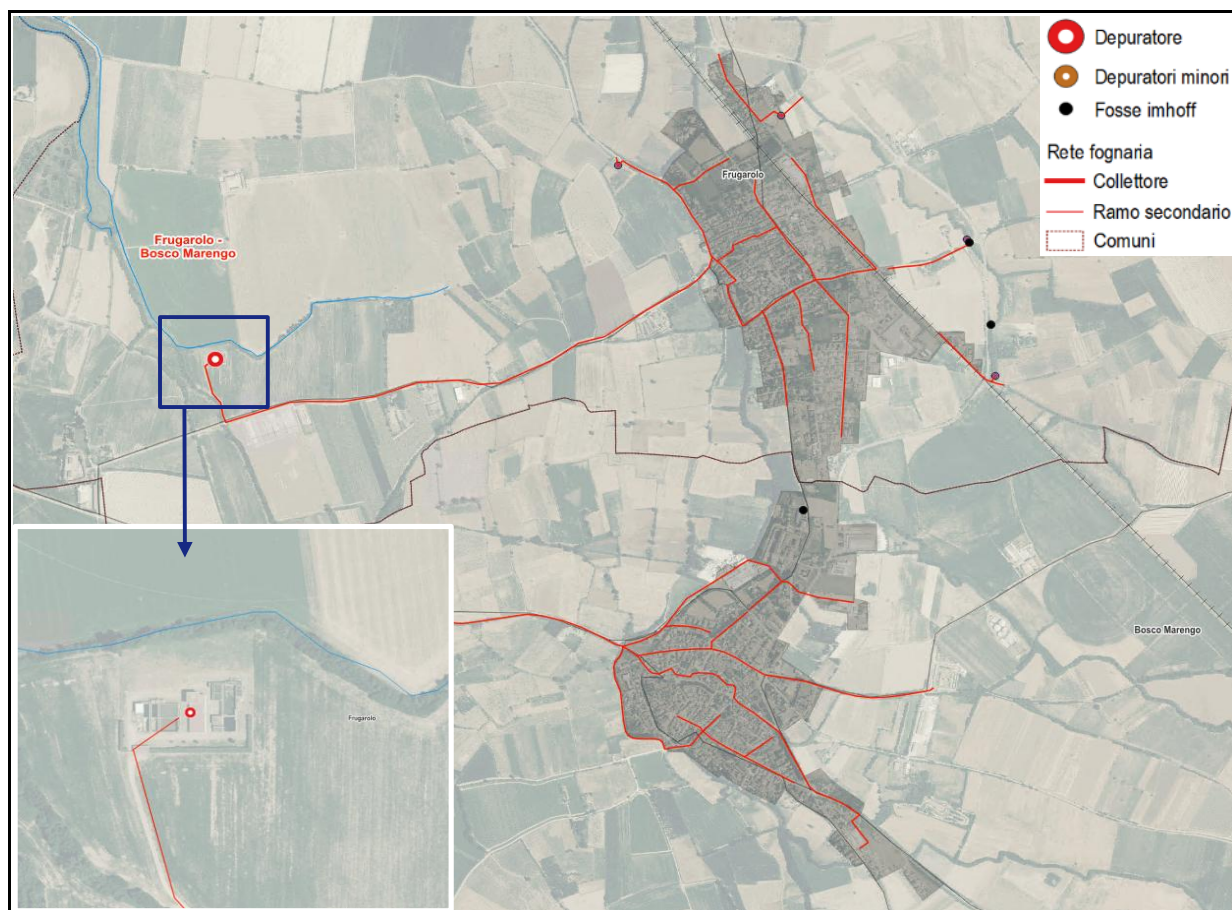 Depuratore
Depuratori minori
Fosse imhoff
Rete fognaria
Collettore
Ramo secondario
Comuni
Frugarolo
Frugarolo -
Bosco Marengo
Bosco Marengo
Frugarolo